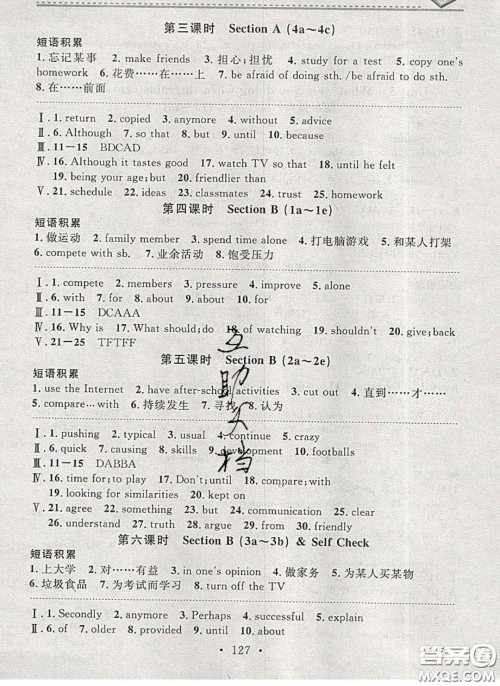 第三课时 Section A (4a～4c)
短语积累
1. 忘记某事 2. make friends 3. 担心;担忧 4. study for a test 5. copy one's
homework 6. 花费……在……上 7. be afraid of doing sth. /be afraid to do sth.
8. 在……前面
Ⅰ. 1. return 2. copied 3. anymore 4. without 5. advice
Ⅱ. 6. Although 7. so that 8. but 9. until 10. because
Ⅲ. 11－15 BDCAD
Ⅳ. 16. Although it tastes good 17. watch TV so that 18. until he felt
19. being your age; but 20. friendlier than
Ⅴ. 21. schedule 22. ideas 23. classmates 24. trust 25. homework
第四课时 Section B (1a～1e)
短语积累
1. 做运动 2. family member 3. spend time alone 4. 打电脑游戏 5. 和某人打架
6. compete with sb. 7. 业余活动 8. 饱受压力
Ⅰ. 1. compete 2. members 3. pressure 4. improve 5. alone
Ⅱ. 6. with 7. for 8. about 9. about 10. for
Ⅲ. 11－15 DCAAA
Ⅳ. 16. Why is 17. What should; do 18. of watching 19. shouldn't 20. give; back
Ⅴ. 21－25 TFTFF
第五课时 Section B (2a～2e)
短语积累
1. use the Internet 2. have after-school activities 3. cut out 4. 直到……才……
5. compare… with 6. 持续发生 7. 寻找 8. 认为
Ⅰ. 1. pushing 2. typical 3. usual 4. continue 5. crazy
Ⅱ. 6. quick 7. causing 8. skills 9. development 10. footballs
Ⅲ. 11－15 DABBA
Ⅳ. 16. time for; to play 17. Don't; until 18. compare; with
19. looking for similarities 20. kept on
Ⅴ. 21. agree 22. something 23. but 24. almost 25. clear
26. understand 27. truth 28. argue 29. from 30. friends
第六课时 Section B (3a～3b) & Self Check
短语积累
1. 上大学 2. 对……有益 3. in one's opinion 4. 做家务 5. 为某人买某物
6. 垃圾食品 7. 为考试而学习 8. turn off the TV
Ⅰ. 1. Secondly 2. anymore 3. Perhaps 4. successful 5. explain
Ⅱ. 6. of 7. older 8. provided 9. until 10. about
127
互助文档
答案圈
MXQE.COM